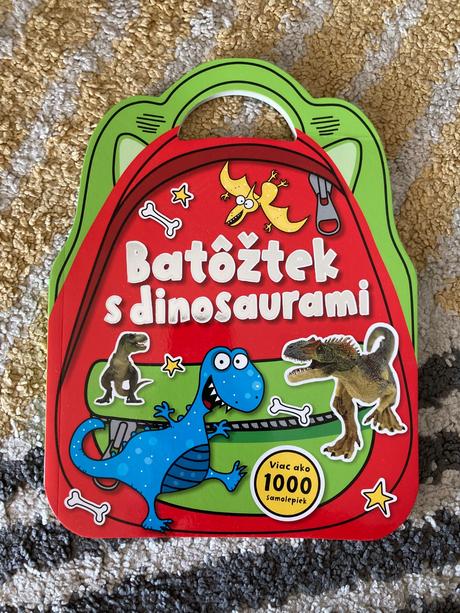 Batôžtek
s dinosaurami
Viac ako
1000
samolepiek